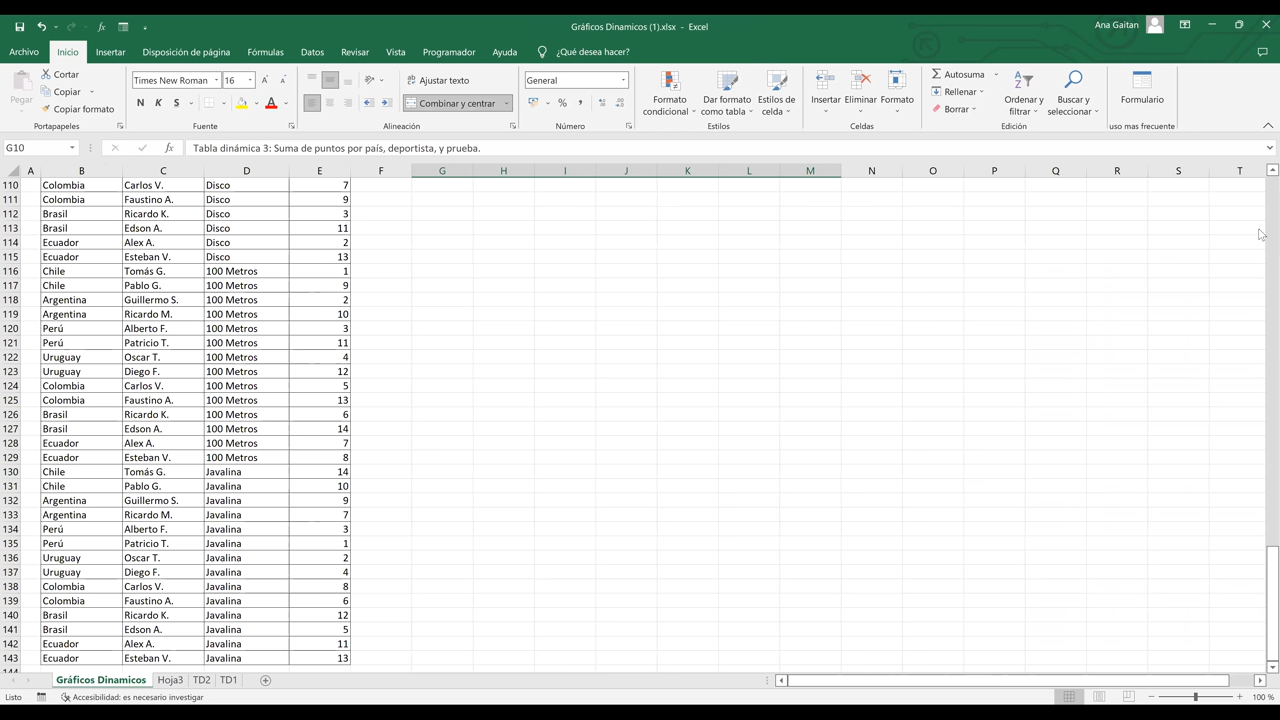 Gráficos Dinamicos (1).xlsx - Excel
Ana Gaitan
Archivo Inicio Insertar Disposición de página Fórmulas Datos Revisar Vista Programador Ayuda ¿Qué desea hacer?
Pegar Cortar Copiar Copiar formato Portapapeles
Times New Roman 16 N K S Fuente
Ajustar texto Combinar y centrar Alineación
General % Número
Formato condicional Dar formato como tabla Estilos de celda Estilos
Insertar Eliminar Formato Celdas
Autosuma Rellenar Borrar Ordenar y filtrar Buscar y seleccionar Edición
Formulario uso mas frecuente
G10 fx Tabla dinámica 3: Suma de puntos por país, deportista, y prueba.
A B C D E F G H I J K L M N O P Q R S T
110 Colombia Carlos V. Disco 7
111 Colombia Faustino A. Disco 9
112 Brasil Ricardo K. Disco 3
113 Brasil Edson A. Disco 11
114 Ecuador Alex A. Disco 2
115 Ecuador Esteban V. Disco 13
116 Chile Tomás G. 100 Metros 1
117 Chile Pablo G. 100 Metros 9
118 Argentina Guillermo S. 100 Metros 2
119 Argentina Ricardo M. 100 Metros 10
120 Perú Alberto F. 100 Metros 3
121 Perú Patricio T. 100 Metros 11
122 Uruguay Oscar T. 100 Metros 4
123 Uruguay Diego F. 100 Metros 12
124 Colombia Carlos V. 100 Metros 5
125 Colombia Faustino A. 100 Metros 13
126 Brasil Ricardo K. 100 Metros 6
127 Brasil Edson A. 100 Metros 14
128 Ecuador Alex A. 100 Metros 7
129 Ecuador Esteban V. 100 Metros 8
130 Chile Tomás G. Javalina 14
131 Chile Pablo G. Javalina 10
132 Argentina Guillermo S. Javalina 9
133 Argentina Ricardo M. Javalina 7
134 Perú Alberto F. Javalina 3
135 Perú Patricio T. Javalina 1
136 Uruguay Oscar T. Javalina 2
137 Uruguay Diego F. Javalina 4
138 Colombia Carlos V. Javalina 8
139 Colombia Faustino A. Javalina 6
140 Brasil Ricardo K. Javalina 12
141 Brasil Edson A. Javalina 5
142 Ecuador Alex A. Javalina 11
143 Ecuador Esteban V. Javalina 13
Gráficos Dinamicos Hoja3 TD2 TD1
Listo Accesibilidad: es necesario investigar 100 %